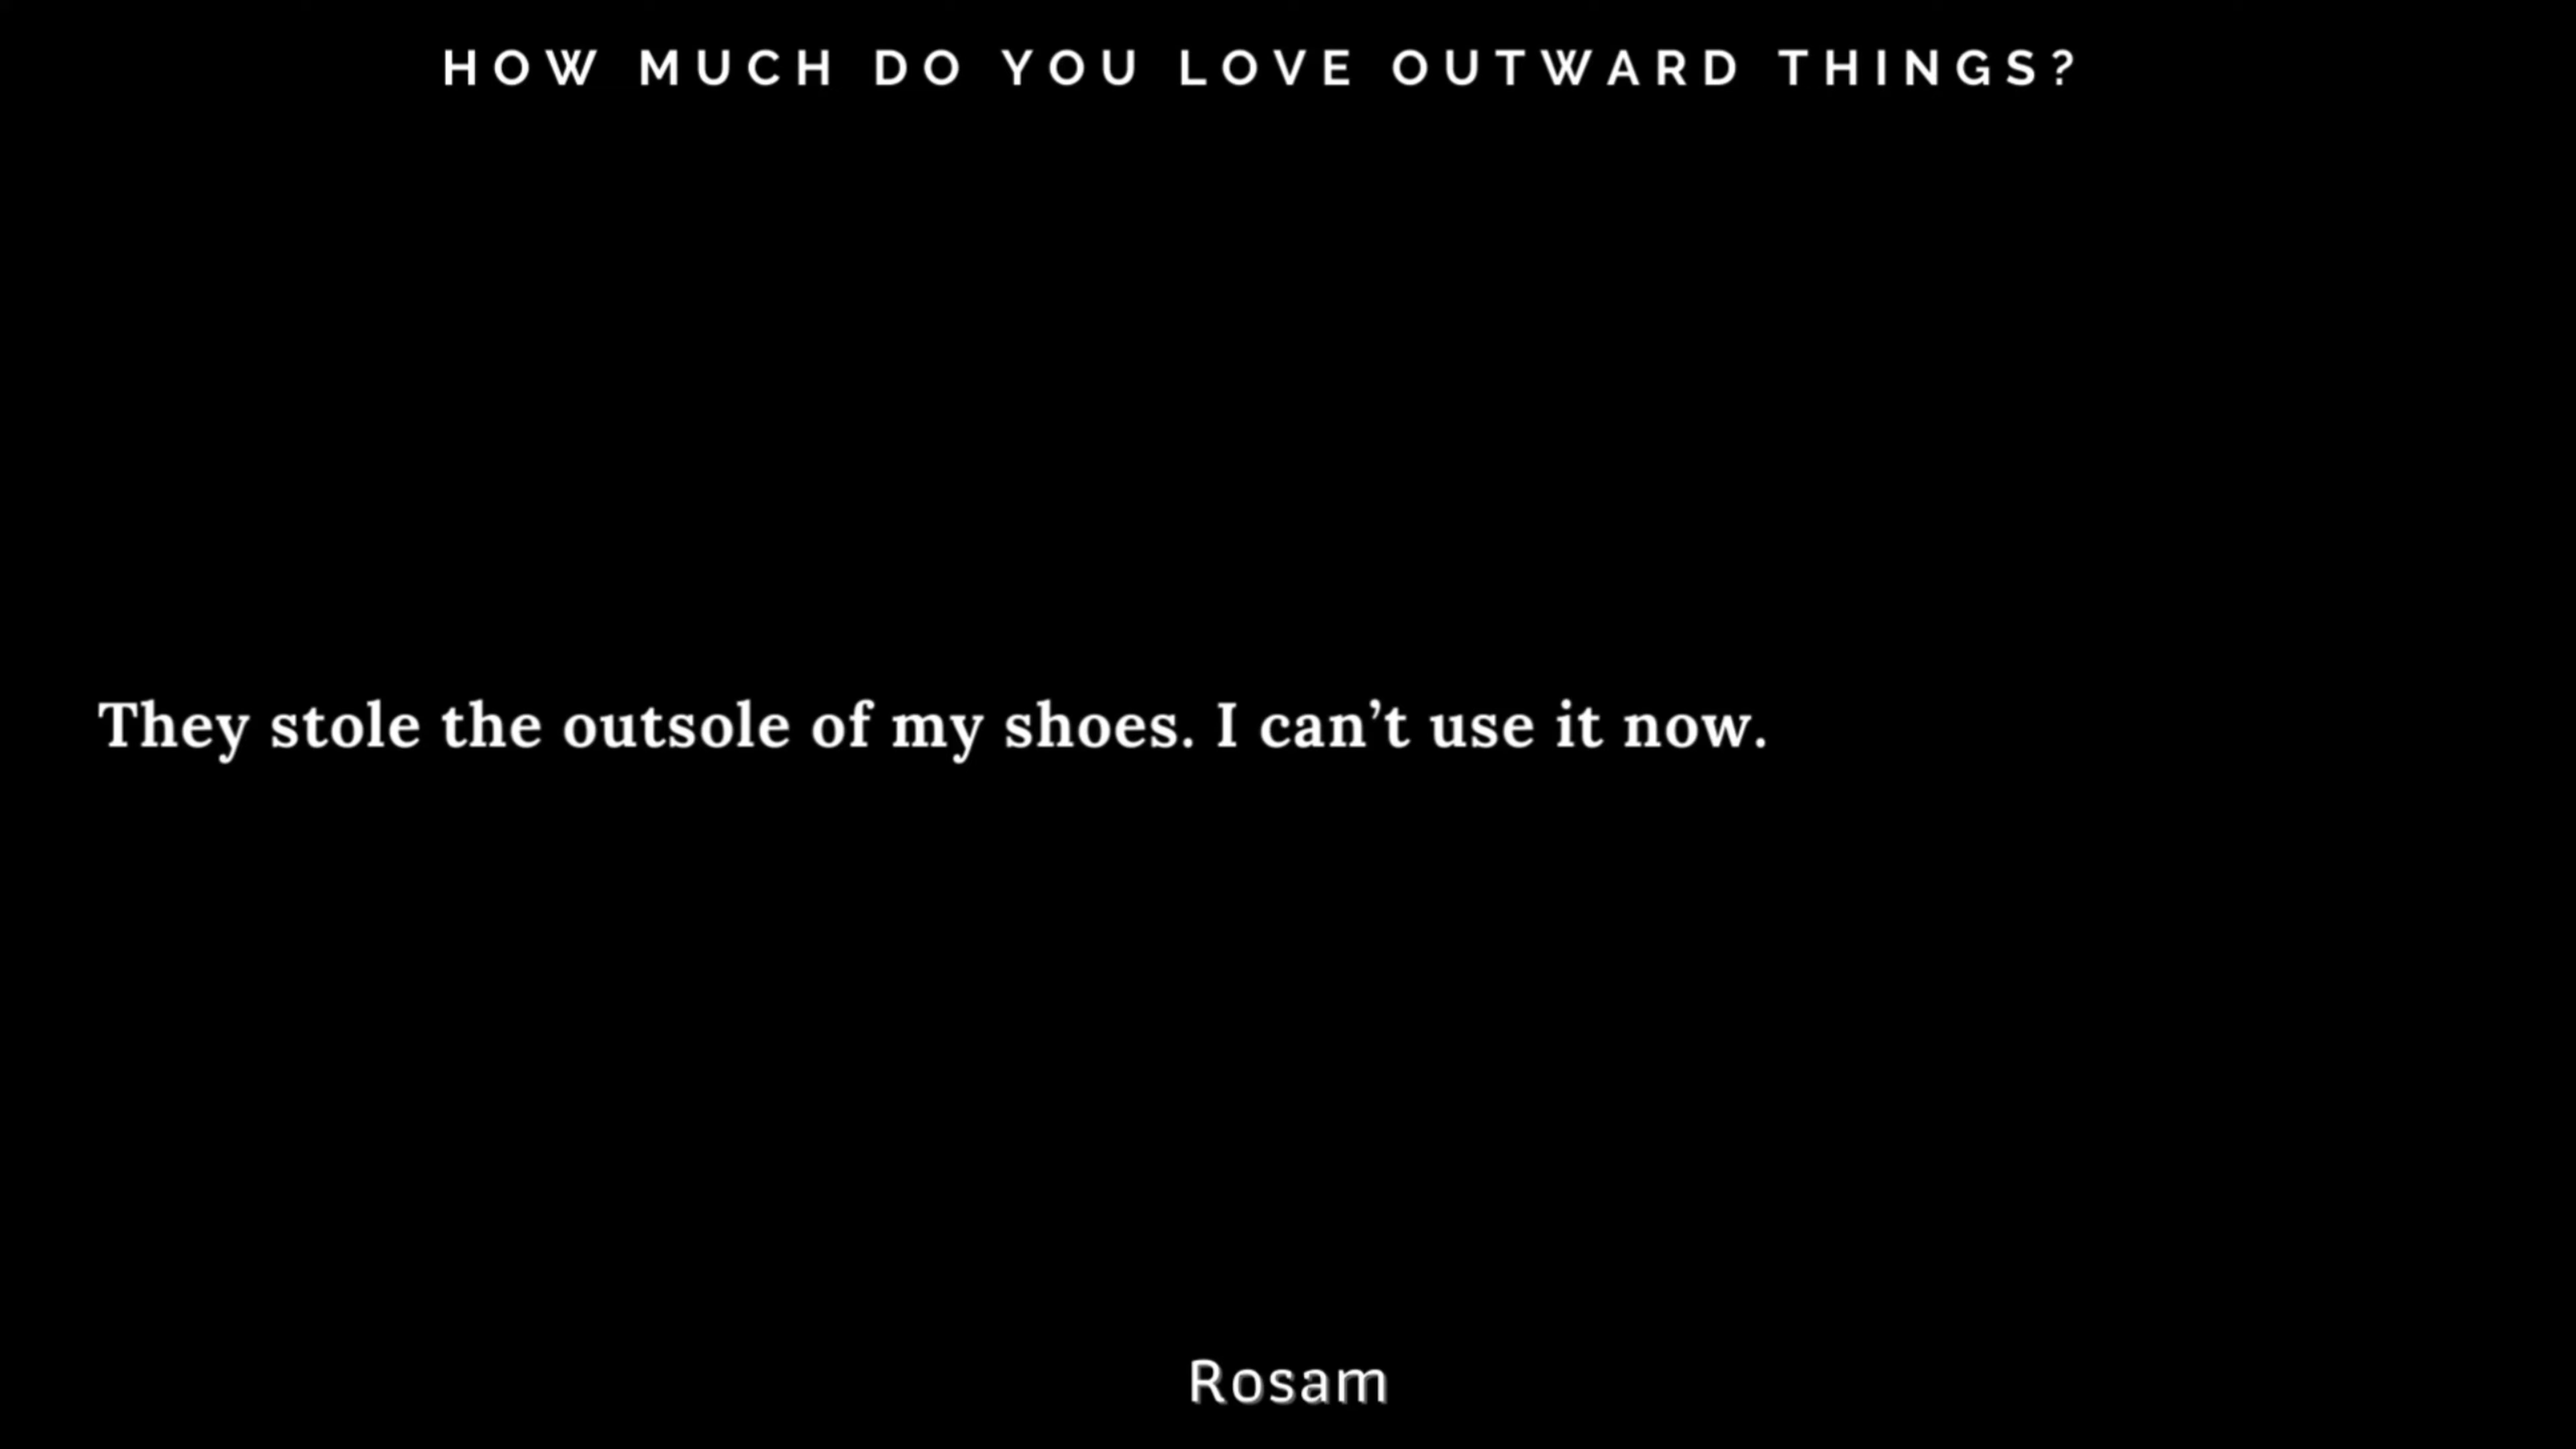 HOW MUCH DO YOU LOVE OUTWARD THINGS?
They stole the outsole of my shoes. I can’t use it now.
Rosam